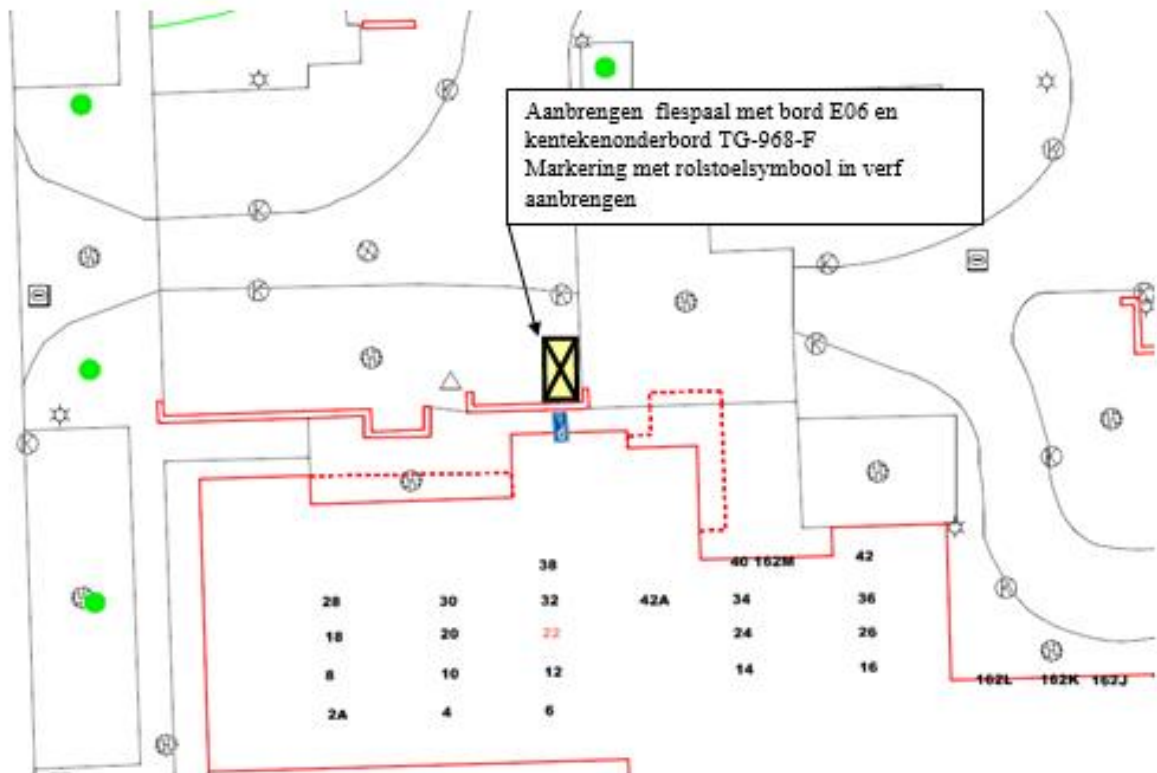 Aanbrengen flespaal met bord E06 en
kentekenonderbord TG-968-F
Markering met rolstoelsymbool in verf
aanbrengen
38 40 162M 42
28 30 32 42A 34 36
18 20 22 24 26
8 10 12 14 16
162L 162K 162J
2A 4 6